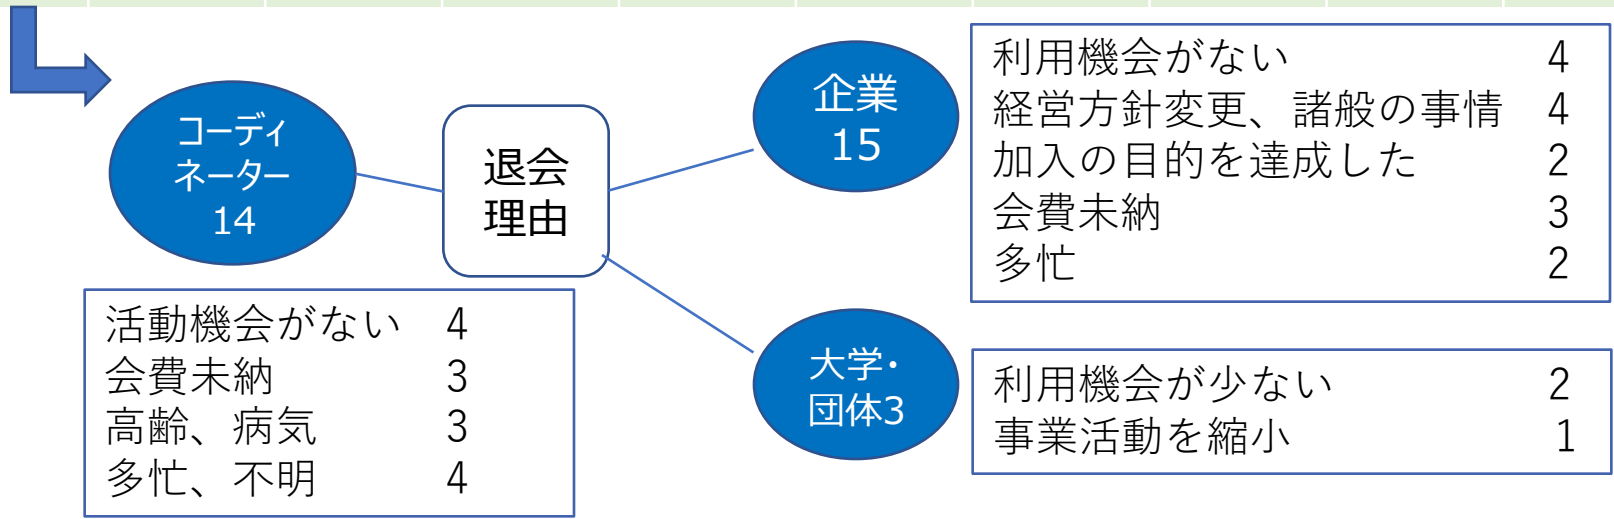 コーディ
ネーター
14
退会
理由
企業
15
利用機会がない 4
経営方針変更、諸般の事情 4
加入の目的を達成した 2
会費未納 3
多忙 2
活動機会がない 4
会費未納 3
高齢、病気 3
多忙、不明 4
大学・
団体3
利用機会が少ない 2
事業活動を縮小 1